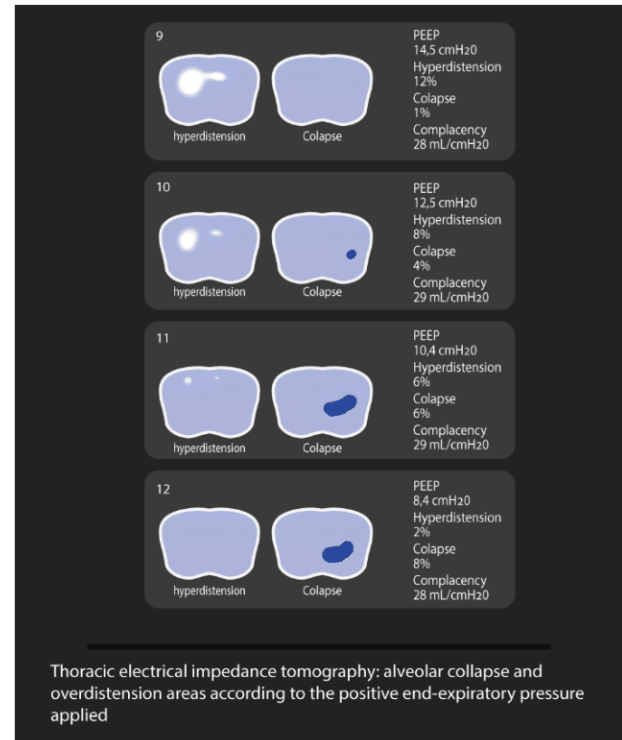 9
PEEP
14,5 cmH20
Hyperdistension
12%
Colapse
1%
Complacency
28 mL/cmH20
hyperdistension
Colapse
10
PEEP
12,5 cmH20
Hyperdistension
8%
Colapse
4%
Complacency
29 mL/cmH20
hyperdistension
Colapse
11
PEEP
10,4 cmH20
Hyperdistension
6%
Colapse
6%
Complacency
29 mL/cmH20
hyperdistension
Colapse
12
PEEP
8,4 cmH20
Hyperdistension
2%
Colapse
8%
Complacency
28 mL/cmH20
hyperdistension
Colapse
Thoracic electrical impedance tomography: alveolar collapse and
overdistension areas according to the positive end-expiratory pressure
applied